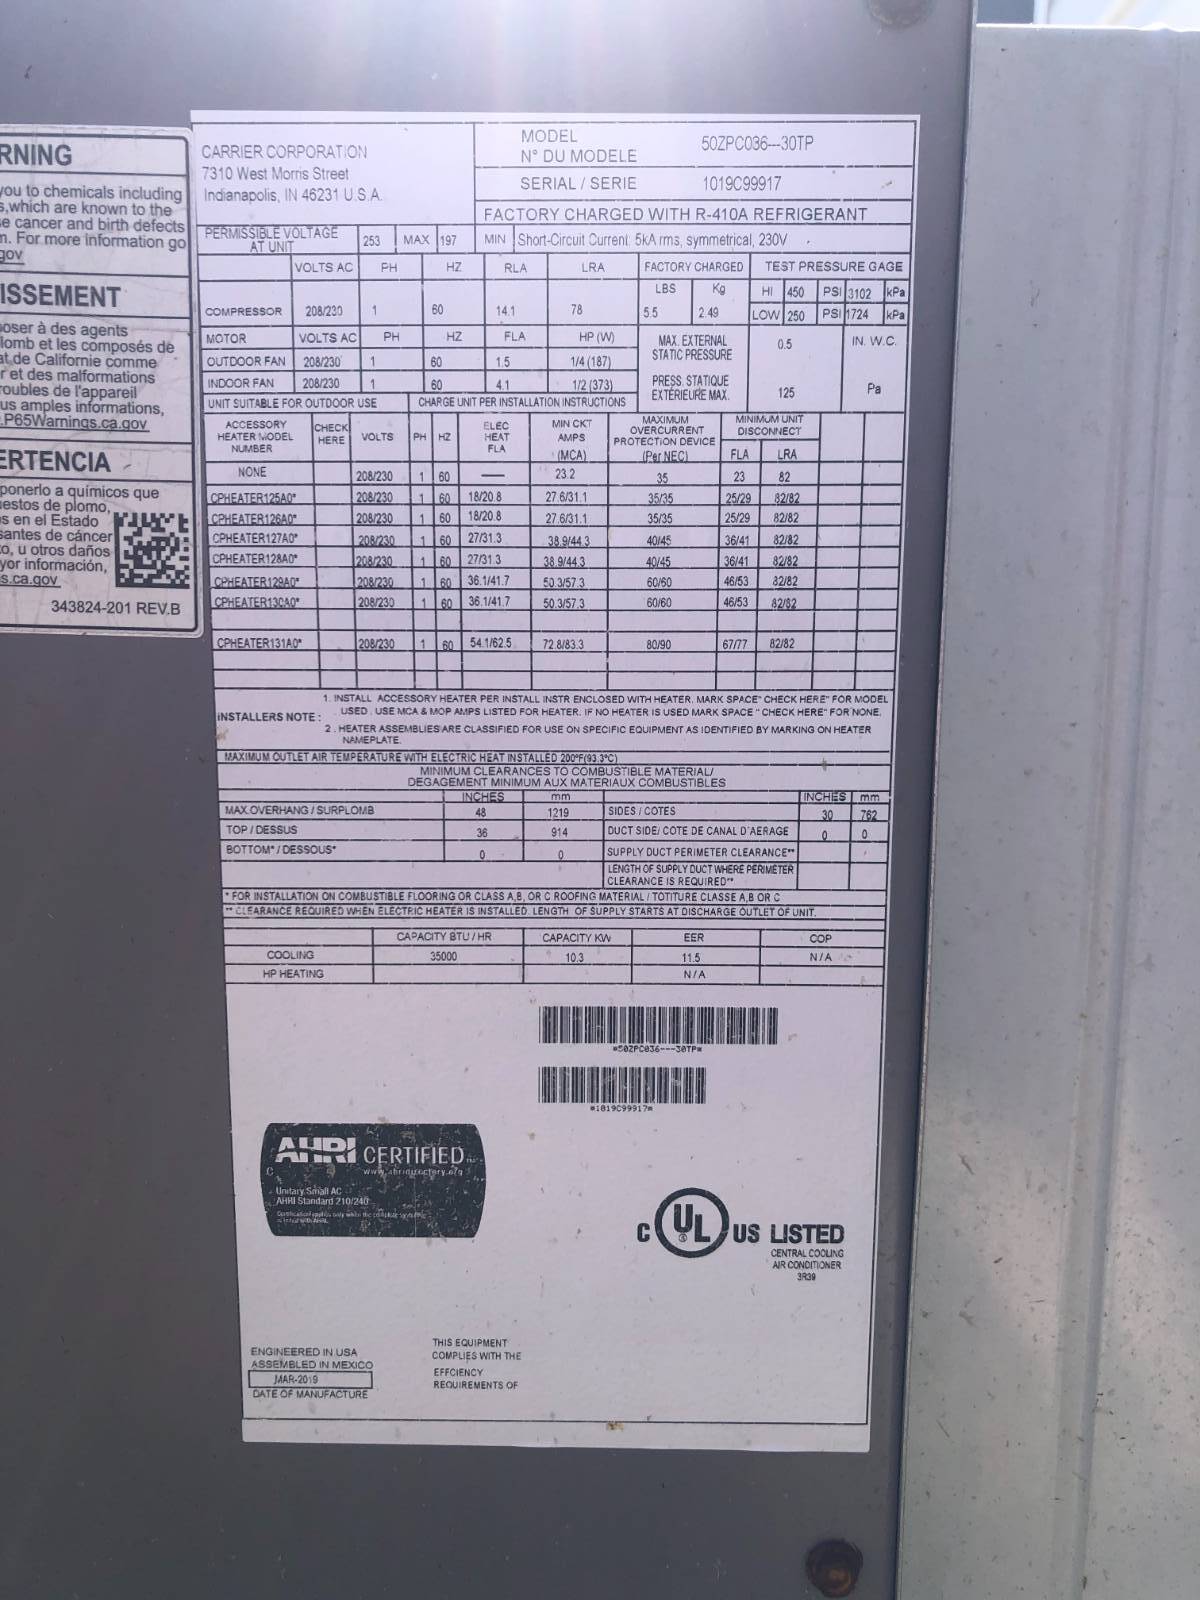 RNING
you to chemicals including
s,which are known to the
e cancer and birth defects
n. For more information go
gov
ISSEMENT
poser à des agents
lomb et les composés de
at de Californie comme
r et des malformations
roubles de l'appareil
us amples informations,
.P65Warnings.ca.gov
ERTENCIA
ponerlo a químicos que
uestos de plomo,
s en el Estado
santes de cáncer
o, u otros daños
yor información,
s.ca.gov
343824-201 REV.B
CARRIER CORPORATION
7310 West Morris Street
Indianapolis, IN 46231 U.S.A.
MODEL
N° DU MODELE 50ZPC036---30TP
SERIAL / SERIE 1019C99917
FACTORY CHARGED WITH R-410A REFRIGERANT
PERMISSIBLE VOLTAGE
AT UNIT 253 MAX 197 MIN Short-Circuit Current: 5kA rms, symmetrical, 230V
VOLTS AC PH HZ RLA LRA FACTORY CHARGED TEST PRESSURE GAGE
LBS Kg HI 450 PSI 3102 kPa
COMPRESSOR 208/230 1 60 14.1 78 5.5 2.49 LOW 250 PSI 1724 kPa
MOTOR VOLTS AC PH HZ FLA HP (W)
OUTDOOR FAN 208/230 1 60 1.5 1/4 (187)
INDOOR FAN 208/230 1 60 4.1 1/2 (373)
MAX. EXTERNAL
STATIC PRESSURE 0.5 IN. W.C.
PRESS. STATIQUE
EXTÉRIEURE MAX. 125 Pa
UNIT SUITABLE FOR OUTDOOR USE CHARGE UNIT PER INSTALLATION INSTRUCTIONS
ACCESSORY
HEATER MODEL
NUMBER
CHECK
HERE
VOLTS PH HZ
ELEC
HEAT
FLA
MIN CKT
AMPS
(MCA)
MAXIMUM
OVERCURRENT
PROTECTION DEVICE
(Per NEC)
MINIMUM UNIT
DISCONNECT
FLA LRA
NONE 208/230 1 60 — 23.2 35 23 82
CPHEATER125A0* 208/230 1 60 18/20.8 27.6/31.1 35/35 25/29 82/82
CPHEATER126A0* 208/230 1 60 18/20.8 27.6/31.1 35/35 25/29 82/82
CPHEATER127A0* 208/230 1 60 27/31.3 38.9/44.3 40/45 36/41 82/82
CPHEATER128A0* 208/230 1 60 27/31.3 38.9/44.3 40/45 36/41 82/82
CPHEATER129A0* 208/230 1 60 36.1/41.7 50.3/57.3 60/60 46/53 82/82
CPHEATER130A0* 208/230 1 60 36.1/41.7 50.3/57.3 60/60 46/53 82/82
CPHEATER131A0* 208/230 1 60 54.1/62.5 72.8/83.3 80/90 67/77 82/82
INSTALLERS NOTE :
1. INSTALL ACCESSORY HEATER PER INSTALL INSTR ENCLOSED WITH HEATER. MARK SPACE" CHECK HERE" FOR MODEL
USED . USE MCA & MOP AMPS LISTED FOR HEATER. IF NO HEATER IS USED MARK SPACE " CHECK HERE" FOR NONE.
2 . HEATER ASSEMBLIES ARE CLASSIFIED FOR USE ON SPECIFIC EQUIPMENT AS IDENTIFIED BY MARKING ON HEATER
NAMEPLATE.
MAXIMUM OUTLET AIR TEMPERATURE WITH ELECTRIC HEAT INSTALLED 200°F(93.3°C)
MINIMUM CLEARANCES TO COMBUSTIBLE MATERIAL/
DEGAGEMENT MINIMUM AUX MATERIAUX COMBUSTIBLES
INCHES mm INCHES mm
MAX.OVERHANG / SURPLOMB 48 1219 SIDES / COTES 30 762
TOP / DESSUS 36 914 DUCT SIDE/ COTE DE CANAL D'AERAGE 0 0
BOTTOM* / DESSOUS* 0 0 SUPPLY DUCT PERIMETER CLEARANCE**
LENGTH OF SUPPLY DUCT WHERE PERIMETER
CLEARANCE IS REQUIRED**
* FOR INSTALLATION ON COMBUSTIBLE FLOORING OR CLASS A,B, OR C ROOFING MATERIAL / TOTITURE CLASSE A,B OR C
** CLEARANCE REQUIRED WHEN ELECTRIC HEATER IS INSTALLED. LENGTH OF SUPPLY STARTS AT DISCHARGE OUTLET OF UNIT.
CAPACITY BTU / HR CAPACITY KW EER COP
COOLING 35000 10.3 11.5 N/A
HP HEATING N/A
*50ZPC036---30TP*
*1019C99917*
AHRI CERTIFIED
www.ahridirectory.org
C
Unitary Small AC
AHRI Standard 210/240
C UL US LISTED
CENTRAL COOLING
AIR CONDITIONER
3R39
ENGINEERED IN USA
ASSEMBLED IN MEXICO
MAR-2019
DATE OF MANUFACTURE
THIS EQUIPMENT
COMPLIES WITH THE
EFFCIENCY
REQUIREMENTS OF